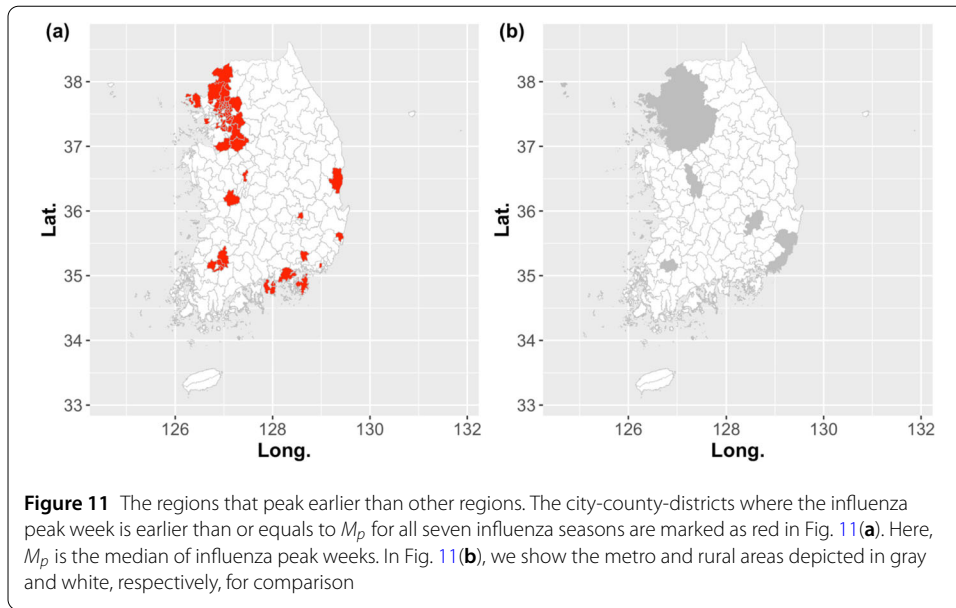 (a)
(b)
38
37
36
35
34
33
Lat.
126
128
130
132
Long.
38
37
36
35
34
33
Lat.
126
128
130
132
Long.
Figure 11 The regions that peak earlier than other regions. The city-county-districts where the influenza
peak week is earlier than or equals to Mp for all seven influenza seasons are marked as red in Fig. 11(a). Here,
Mp is the median of influenza peak weeks. In Fig. 11(b), we show the metro and rural areas depicted in gray
and white, respectively, for comparison